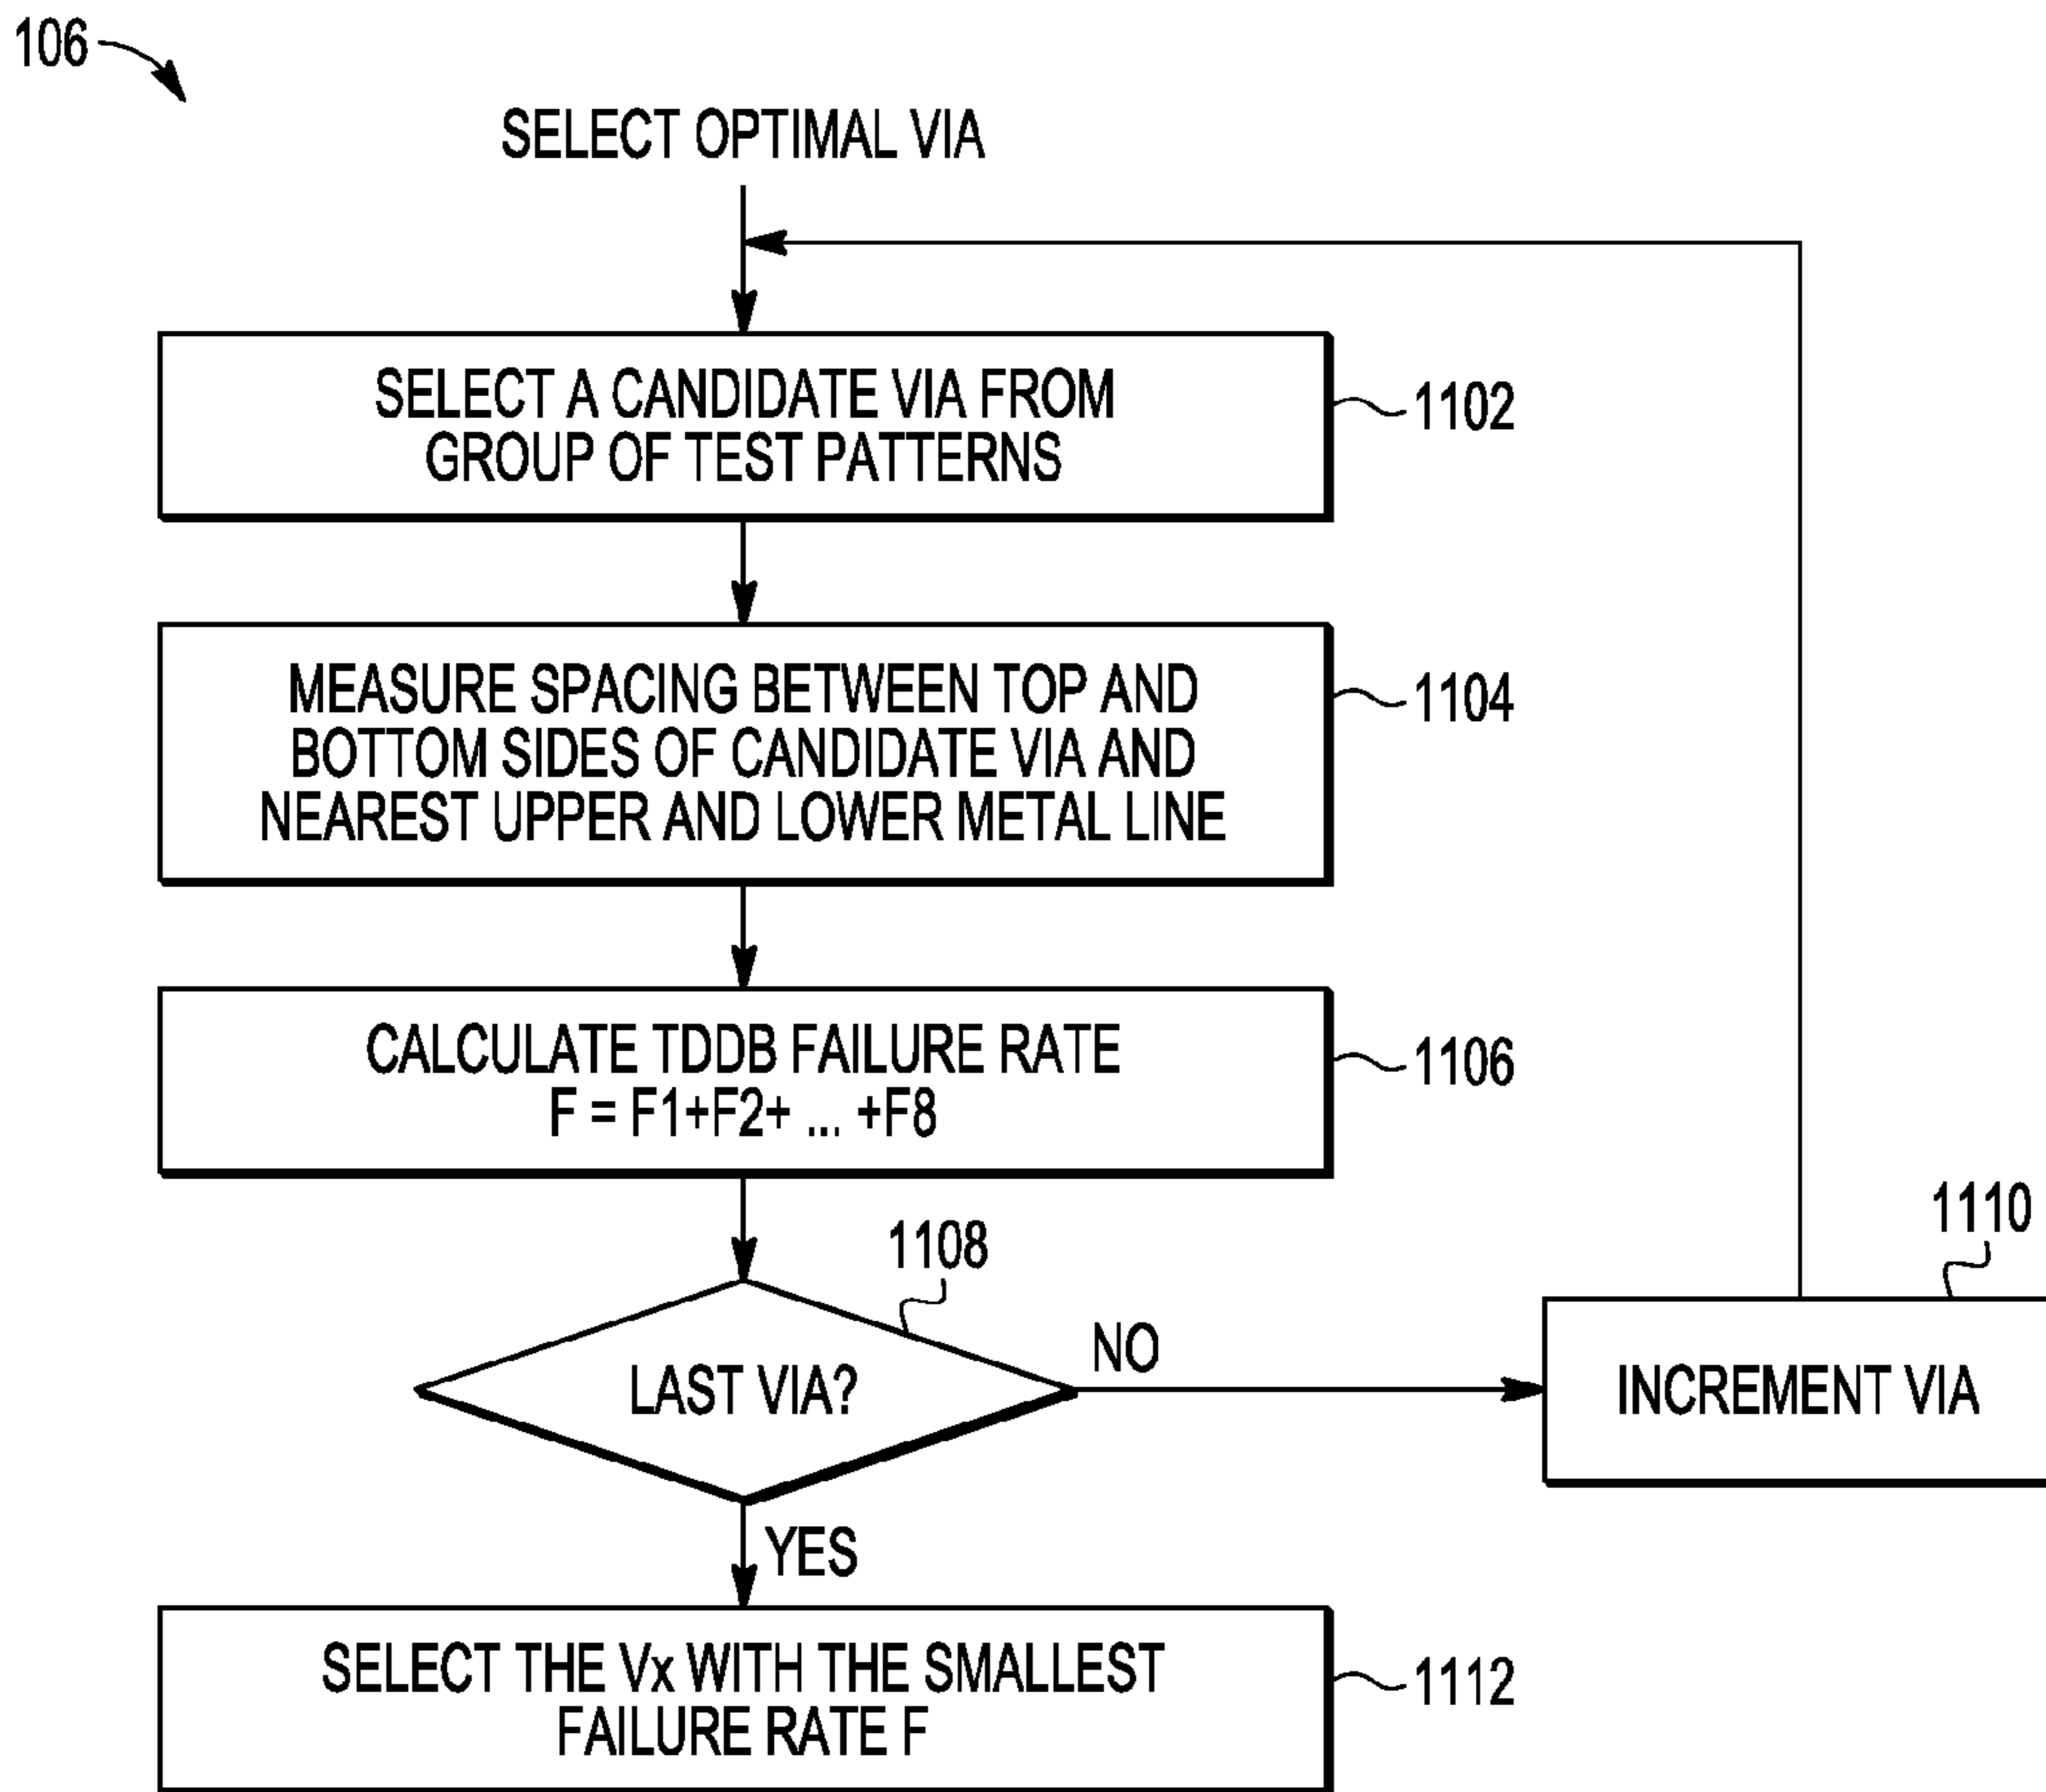 106
SELECT OPTIMAL VIA
SELECT A CANDIDATE VIA FROM
GROUP OF TEST PATTERNS
1102
MEASURE SPACING BETWEEN TOP AND
BOTTOM SIDES OF CANDIDATE VIA AND
NEAREST UPPER AND LOWER METAL LINE
1104
CALCULATE TDDB FAILURE RATE
F = F1+F2+ ... +F8
1106
1108
LAST VIA?
NO
1110
INCREMENT VIA
YES
SELECT THE Vx WITH THE SMALLEST
FAILURE RATE F
1112